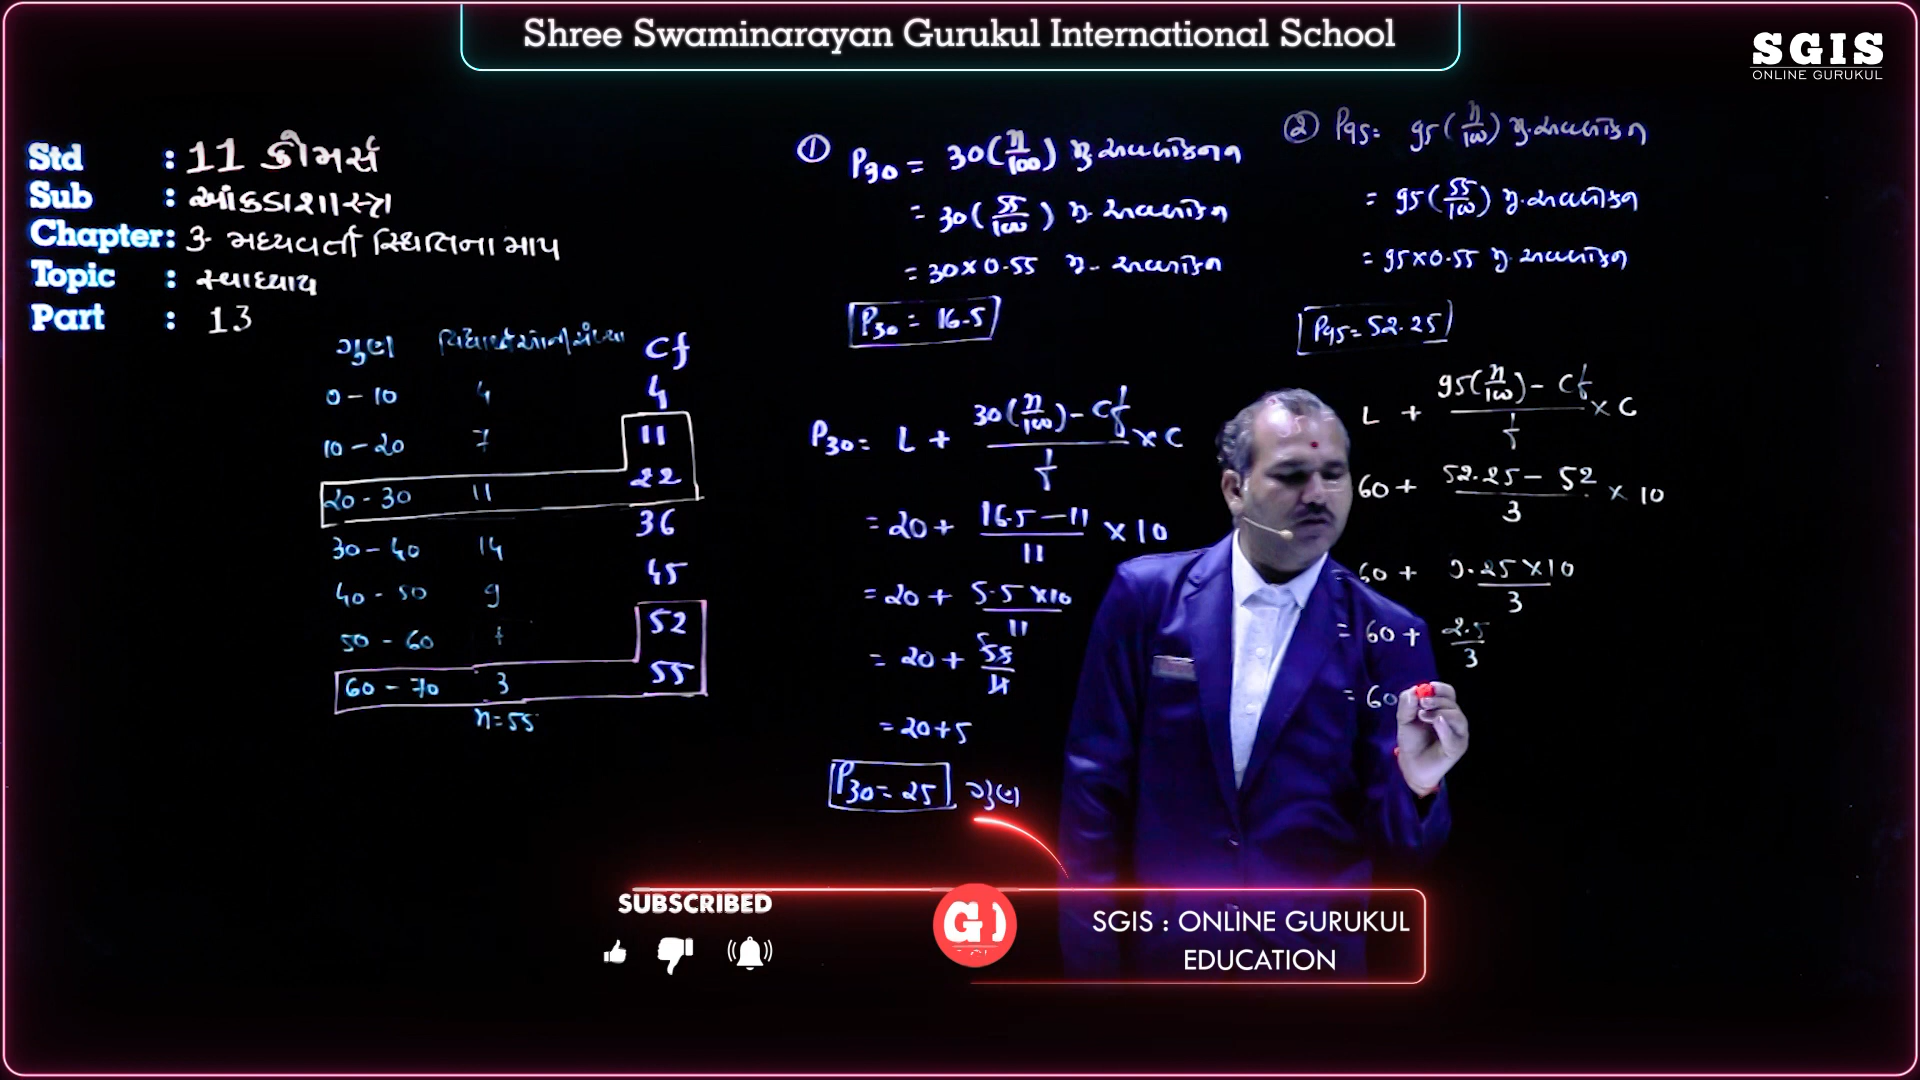 Shree Swaminarayan Gurukul International School
SGIS
ONLINE GURUKUL
Std : 11 કોમર્સ
Sub : આંકડાશાસ્ત્ર
Chapter: 3- મધ્યવર્તી સ્થિતિના માપ
Topic : સ્વાધ્યાય
Part : 13
ગુણ વિદ્યાર્થીઓની સંખ્યા Cf
0 - 10 4 4
10 - 20 7 11
20 - 30 11 22
30 - 40 14 36
40 - 50 9 45
50 - 60 52
60 - 70 3 55
n = 55
① P30 = 30(n/100) મું અવલોકન
= 30(55/100) મું અવલોકન
= 30×0.55 મું અવલોકન
P30 = 16.5
P30 = L + (30(n/100) - cf)/f × C
= 20 + (16.5 - 11)/11 × 10
= 20 + (5.5 × 10)/11
= 20 + 55/11
= 20+5
P30 = 25 ગુણ
② P95 = 95(n/100) મું.અવલોકન
= 95(55/100) મું.અવલોકન
= 95×0.55 મું.અવલોકન
P95 = 52.25
L + (95(n/100) - cf)/f × C
60 + (52.25 - 52)/3 × 10
= 60 + (0.25×10)/3
= 60 + 2.5/3
= 60
SUBSCRIBED
SGIS : ONLINE GURUKUL
EDUCATION